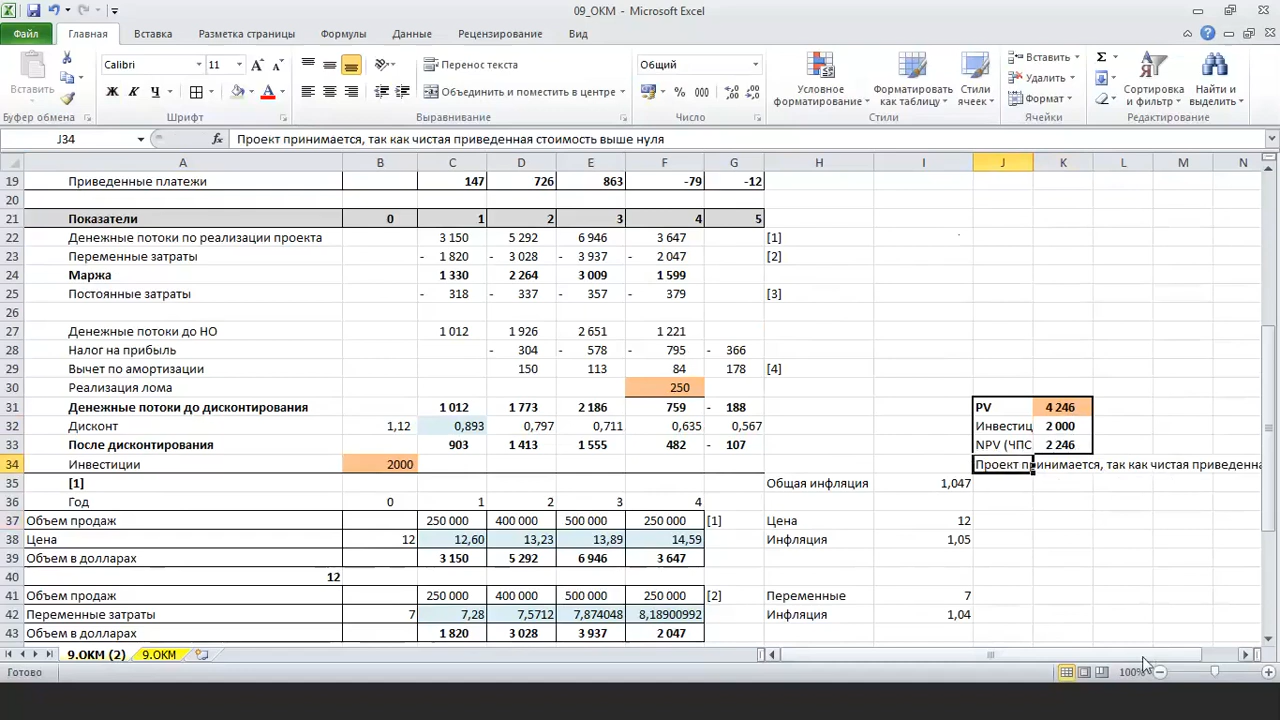 09_ОКМ - Microsoft Excel
Файл Главная Вставка Разметка страницы Формулы Данные Рецензирование Вид
Вставить
Буфер обмена
Calibri 11
Ж К Ч
Шрифт
Перенос текста
Объединить и поместить в центре
Выравнивание
Общий
% 000
Число
Условное форматирование
Форматировать как таблицу
Стили ячеек
Стили
Вставить
Удалить
Формат
Ячейки
Сортировка и фильтр
Найти и выделить
Редактирование
J34 fx Проект принимается, так как чистая приведенная стоимость выше нуля
A B C D E F G H I J K L M N
19 Приведенные платежи 147 726 863 -79 -12
20
21 Показатели 0 1 2 3 4 5
22 Денежные потоки по реализации проекта 3 150 5 292 6 946 3 647 [1]
23 Переменные затраты - 1 820 - 3 028 - 3 937 - 2 047 [2]
24 Маржа 1 330 2 264 3 009 1 599
25 Постоянные затраты - 318 - 337 - 357 - 379 [3]
26
27 Денежные потоки до НО 1 012 1 926 2 651 1 221
28 Налог на прибыль - 304 - 578 - 795 - 366
29 Вычет по амортизации 150 113 84 178 [4]
30 Реализация лома 250
31 Денежные потоки до дисконтирования 1 012 1 773 2 186 759 - 188 PV 4 246
32 Дисконт 1,12 0,893 0,797 0,711 0,635 0,567 Инвестиц 2 000
33 После дисконтирования 903 1 413 1 555 482 - 107 NPV (ЧПС 2 246
34 Инвестиции 2000 Проект принимается, так как чистая приведенна
35 [1] Общая инфляция 1,047
36 Год 0 1 2 3 4
37 Объем продаж 250 000 400 000 500 000 250 000 [1] Цена 12
38 Цена 12 12,60 13,23 13,89 14,59 Инфляция 1,05
39 Объем в долларах 3 150 5 292 6 946 3 647
40 12
41 Объем продаж 250 000 400 000 500 000 250 000 [2] Переменные 7
42 Переменные затраты 7 7,28 7,5712 7,874048 8,18900992 Инфляция 1,04
43 Объем в долларах 1 820 3 028 3 937 2 047
9.ОКМ (2) 9.ОКМ
Готово 100%